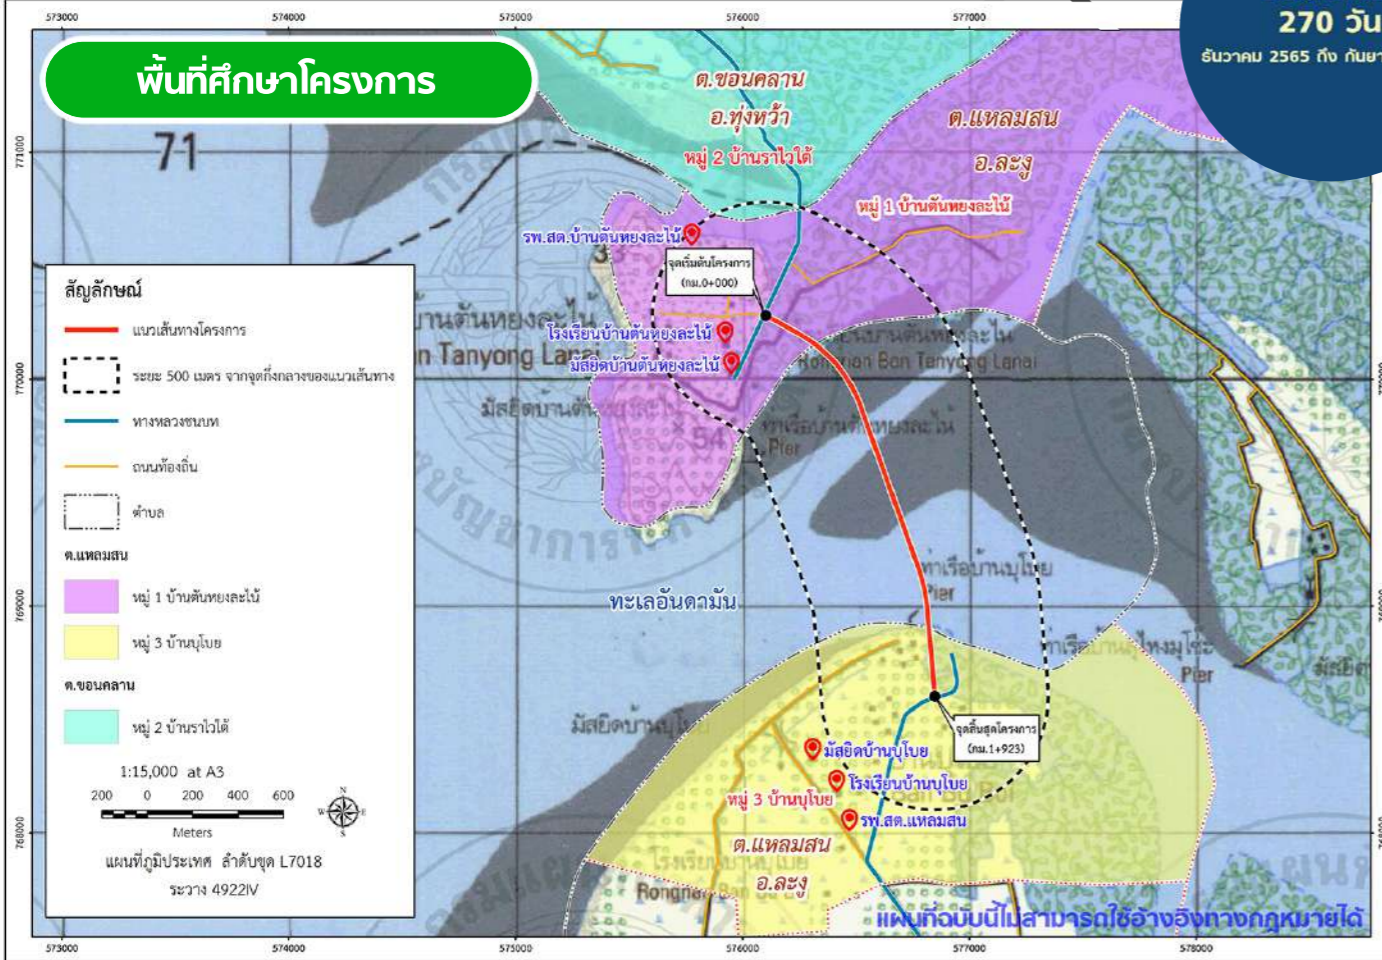 573000
574000
575000
576000
577000
270 วัน
ธันวาคม 2565 ถึง กันยา
พื้นที่ศึกษาโครงการ
771000
71
ต.ขอนคลาน
อ.ทุ่งหว้า
หมู่ 2 บ้านราไวใต้
ต.แหลมสน
อ.ละงู
หมู่ 1 บ้านตันหยงละไน้
รพ.สต.บ้านตันหยงละไน้
จุดเริ่มต้นโครงการ
(กม.0+000)
โรงเรียนบ้านตันหยงละไน้
มัสยิดบ้านตันหยงละไน้
n Tanyong Lanai
Rongrian Ban Tanyong Lanai
770000
54
ท่าเรือบ้านตันหยงละไน
Pier
สัญลักษณ์
แนวเส้นทางโครงการ
ระยะ 500 เมตร จากจุดกึ่งกลางของแนวเส้นทาง
ทางหลวงชนบท
ถนนท้องถิ่น
ตำบล
ต.แหลมสน
หมู่ 1 บ้านตันหยงละไน้
หมู่ 3 บ้านบุโบย
ต.ขอนคลาน
หมู่ 2 บ้านราไวใต้
1:15,000 at A3
200 0 200 400 600
Meters
N
W E
S
แผนที่ภูมิประเทศ ลำดับชุด L7018
ระวาง 4922IV
ท่าเรือบ้านบุโบย
Pier
769000
ทะเลอันดามัน
Pier
มัสยิดบ้านบุโบย
จุดสิ้นสุดโครงการ
(กม.1+923)
มัสยิดบ้านบุโบย
โรงเรียนบ้านบุโบย
หมู่ 3 บ้านบุโบย
รพ.สต.แหลมสน
768000
ต.แหลมสน
อ.ละงู
แผนที่ฉบับนี้ไม่สามารถใช้อ้างอิงทางกฎหมายได้
573000
574000
575000
576000
577000
578000